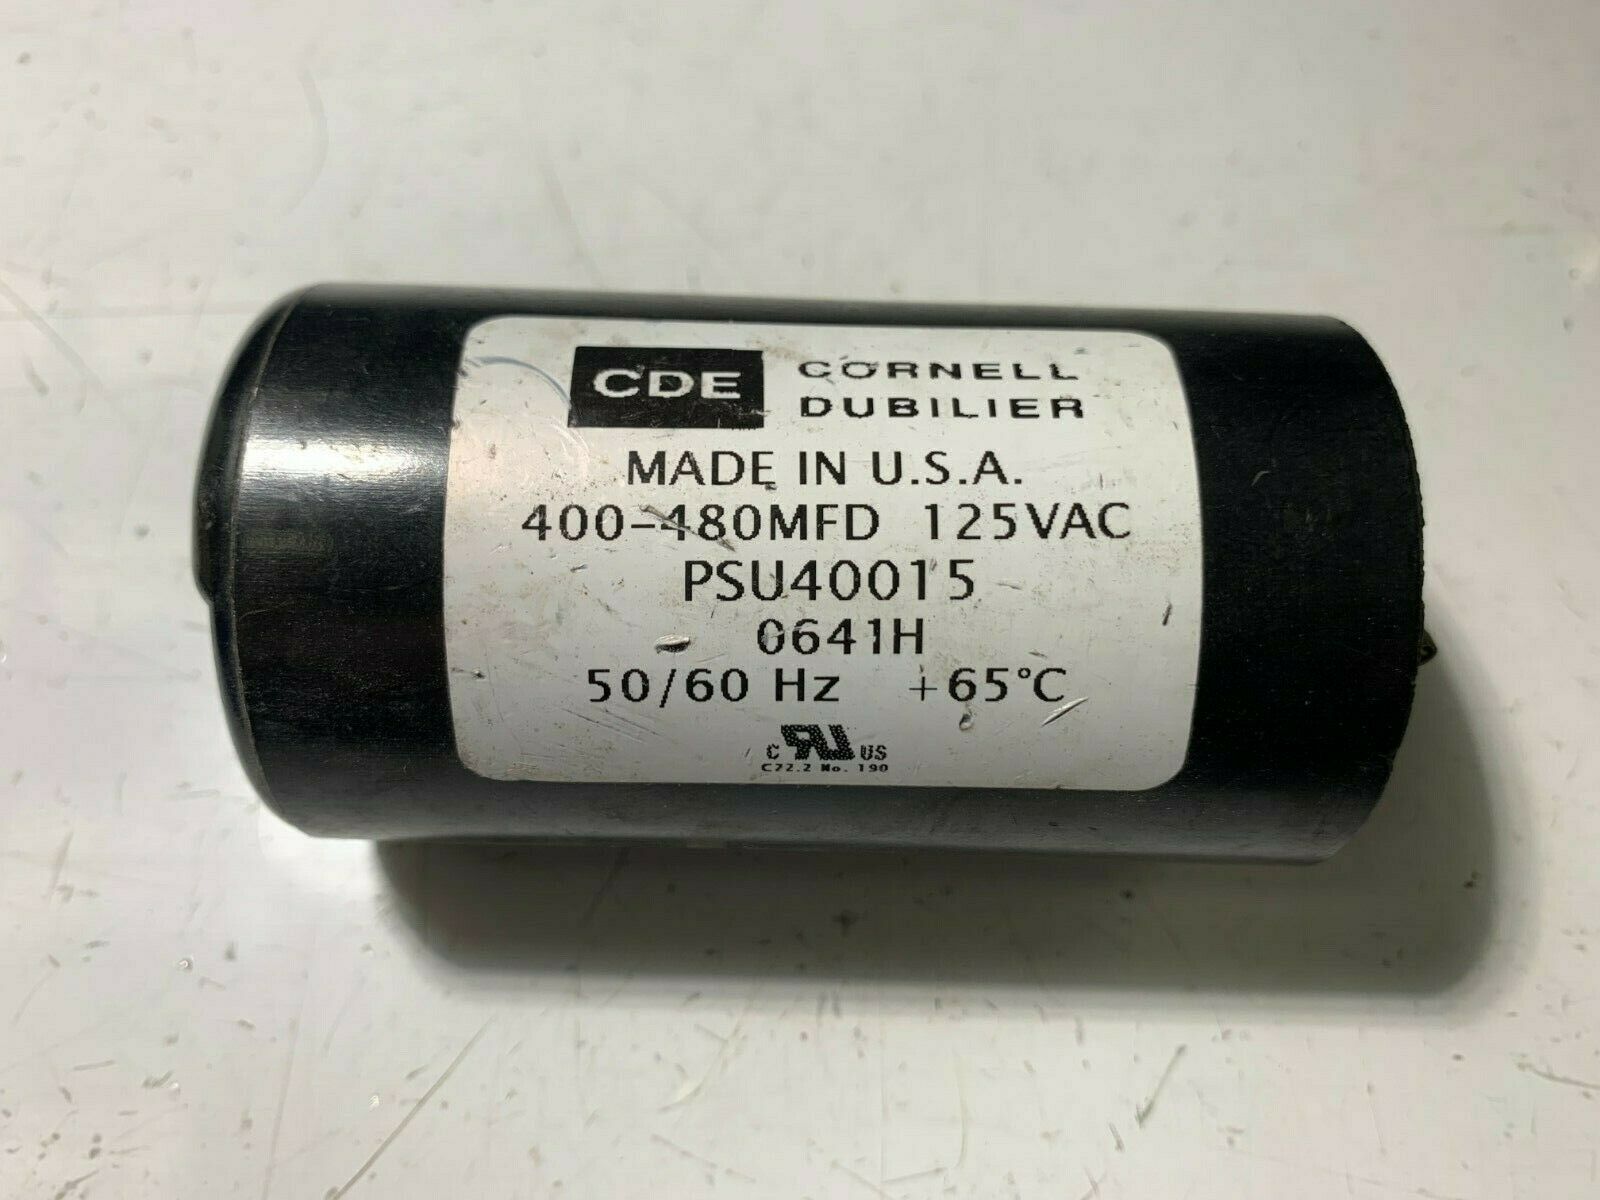 CDE CORNELL
DUBILIER
MADE IN U.S.A.
400-480MFD 125VAC
PSU40015
0641H
50/60 Hz +65°C
C RU US
C22.2 No. 190